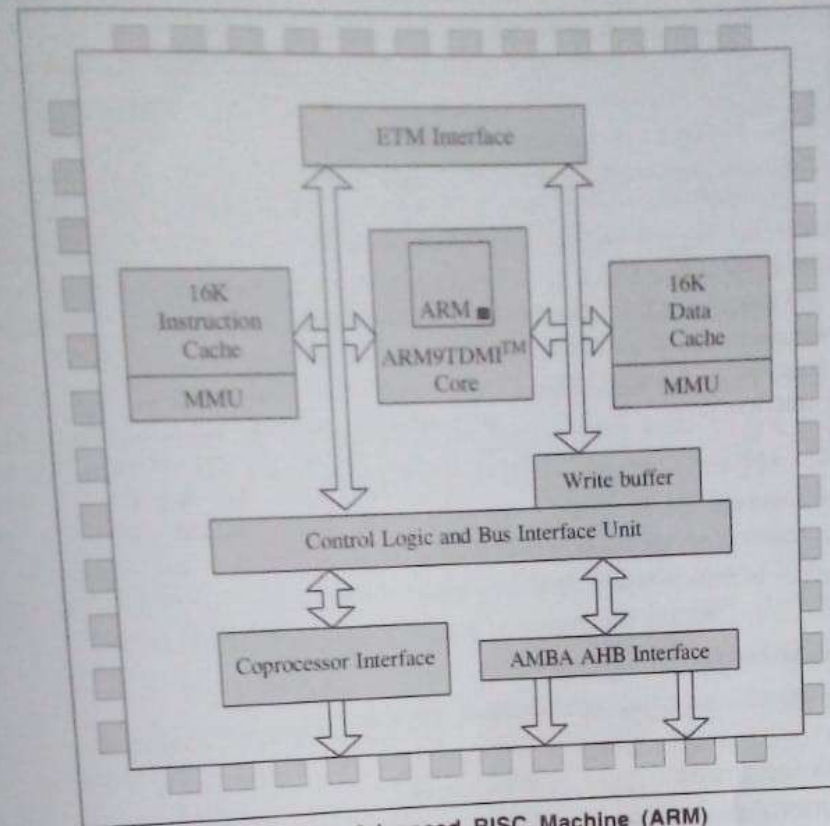 ETM Interface
16K
Instruction
Cache
MMU
ARM
ARM9TDMI™
Core
16K
Data
Cache
MMU
Write buffer
Control Logic and Bus Interface Unit
Coprocessor Interface
AMBA AHB Interface
RISC Machine (ARM)